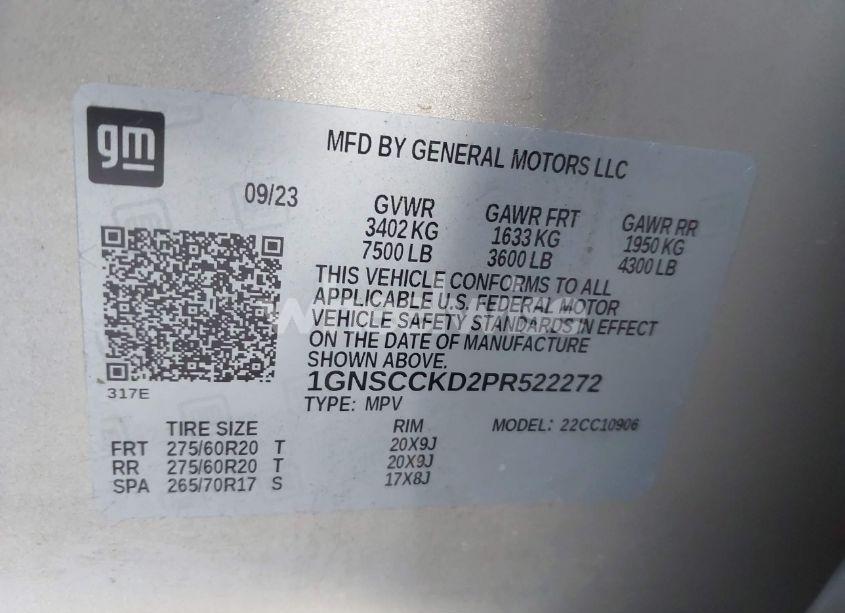 gm
MFD BY GENERAL MOTORS LLC
09/23
GVWR GAWR FRT GAWR RR
3402 KG 1633 KG 1950 KG
7500 LB 3600 LB 4300 LB
THIS VEHICLE CONFORMS TO ALL
APPLICABLE U.S. FEDERAL MOTOR
VEHICLE SAFETY STANDARDS IN EFFECT
ON THE DATE OF MANUFACTURE
SHOWN ABOVE.
317E
1GNSCCKD2PR522272
TYPE: MPV MODEL: 22CC10906
TIRE SIZE RIM
FRT 275/60R20 T 20X9J
RR 275/60R20 T 20X9J
SPA 265/70R17 S 17X8J